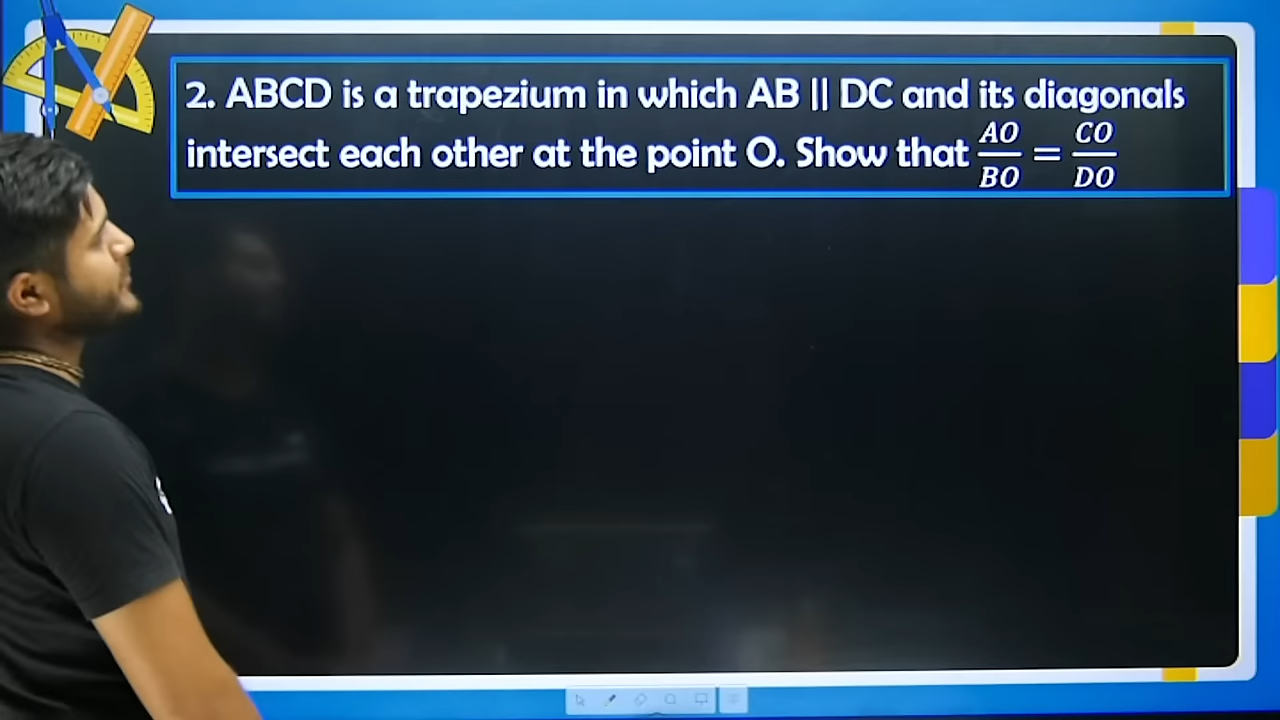 2. ABCD is a trapezium in which AB || DC and its diagonals
intersect each other at the point O. Show that AO/BO = CO/DO